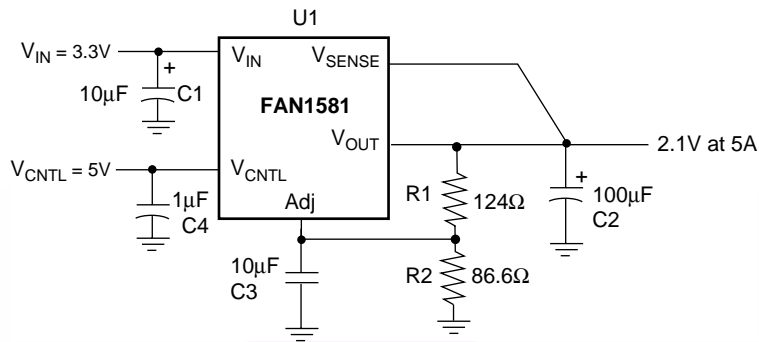 U1
V_IN = 3.3V
V_IN
V_SENSE
+
10µF
C1
FAN1581
V_OUT
2.1V at 5A
V_CNTL = 5V
V_CNTL
+
R1
124Ω
100µF
C2
1µF
C4
Adj
10µF
C3
R2
86.6Ω